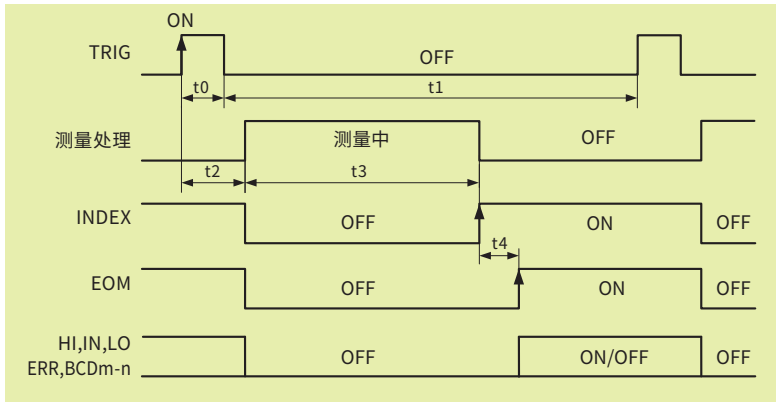 ON
TRIG
OFF
t0
t1
测量处理
测量中
OFF
t2
t3
INDEX
OFF
ON
OFF
t4
EOM
OFF
ON
OFF
HI,IN,LO
ERR,BCDm-n
OFF
ON/OFF
OFF